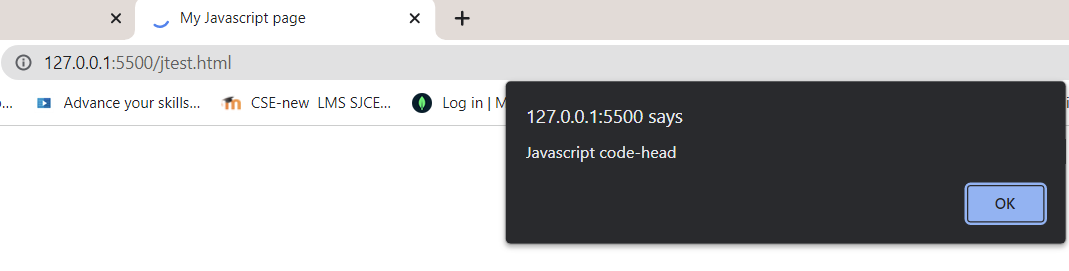 My Javascript page
127.0.0.1:5500/jtest.html
Advance your skills... CSE-new LMS SJCE... Log in | M
127.0.0.1:5500 says
Javascript code-head
OK